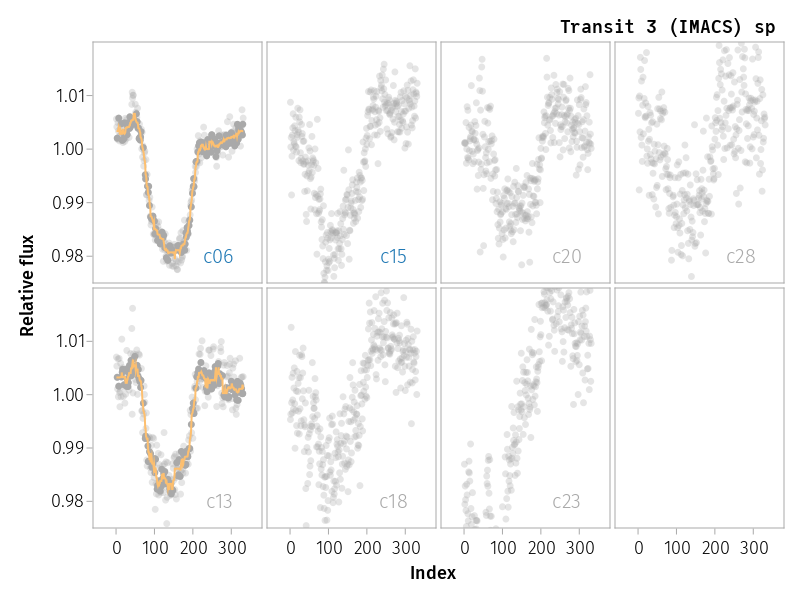 Transit 3 (IMACS) sp
1.01
1.00
0.99
0.98
c06
c15
c20
c28
Relative flux
1.01
1.00
0.99
0.98
c13
c18
c23
0 100 200 300
0 100 200 300
0 100 200 300
0 100 200 300
Index